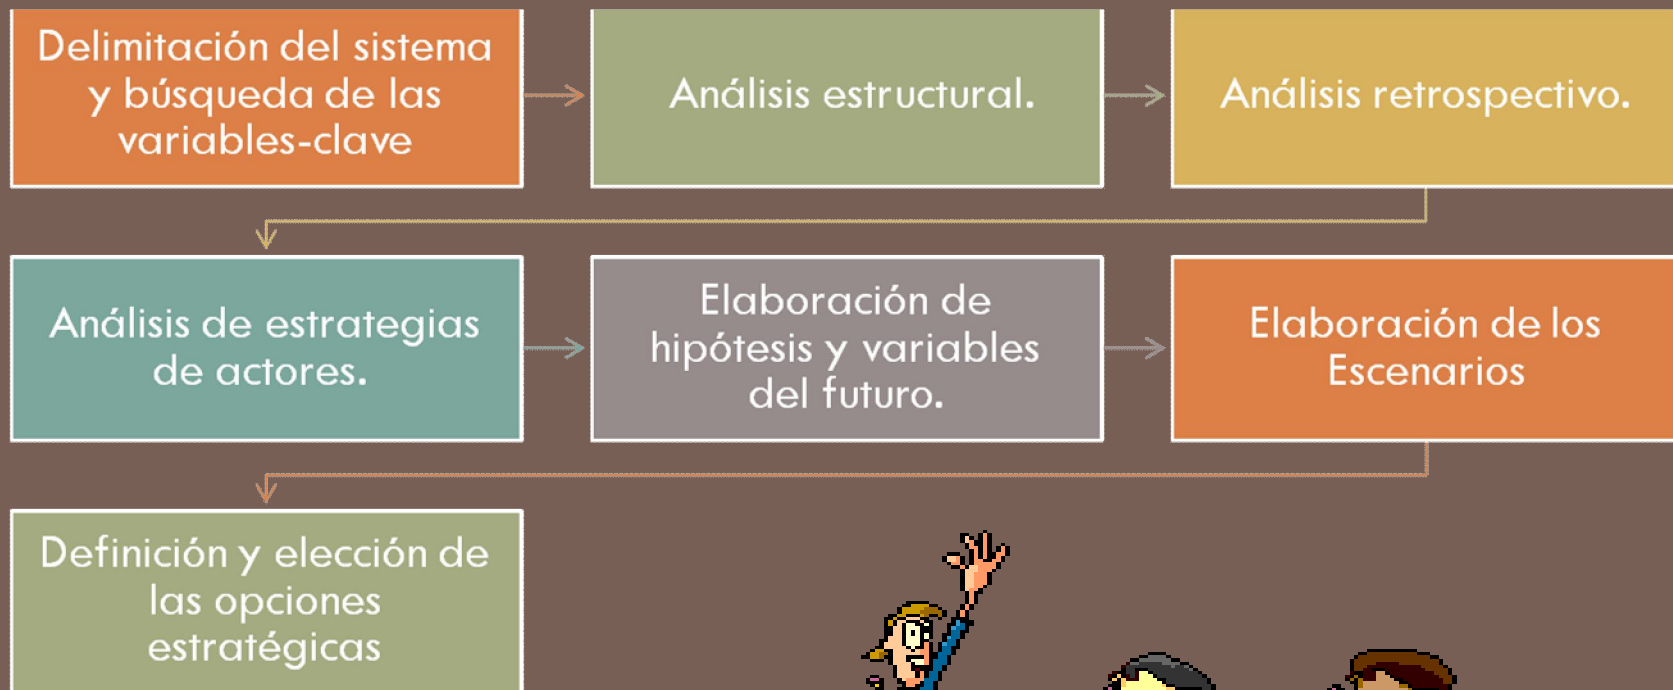 Delimitación del sistema
y búsqueda de las
variables-clave
Análisis estructural.
Análisis retrospectivo.
Análisis de estrategias
de actores.
Elaboración de
hipótesis y variables
del futuro.
Elaboración de los
Escenarios
Definición y elección de
las opciones
estratégicas